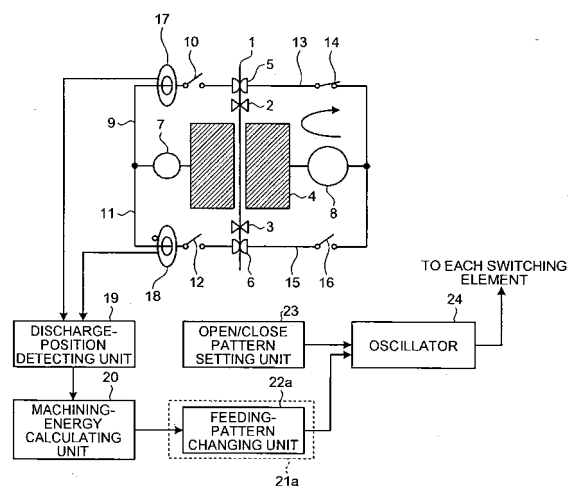 17
10
1
5
13
14
2
9
7
4
8
11
3
18
12
6
15
16
TO EACH SWITCHING
ELEMENT
19
23
24
DISCHARGE-
POSITION
DETECTING UNIT
OPEN/CLOSE
PATTERN
SETTING UNIT
OSCILLATOR
20
22a
MACHINING-
ENERGY
CALCULATING
UNIT
FEEDING-
PATTERN
CHANGING UNIT
21a